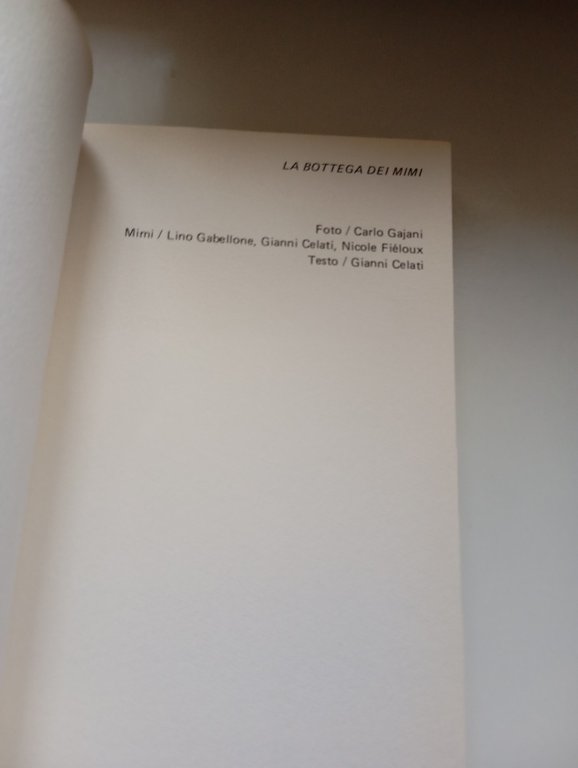 LA BOTTEGA DEI MIMI
Foto / Carlo Gajani
Mimi / Lino Gabellone, Gianni Celati, Nicole Fiéloux
Testo / Gianni Celati